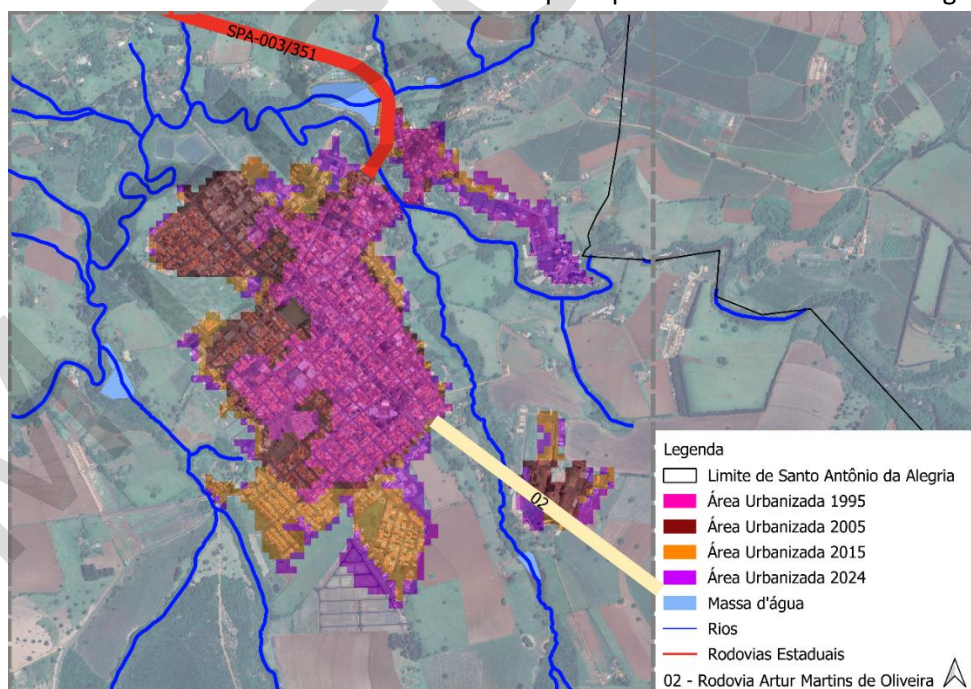 SPA-003/351
02
Legenda
Limite de Santo Antônio da Alegria
Área Urbanizada 1995
Área Urbanizada 2005
Área Urbanizada 2015
Área Urbanizada 2024
Massa d'água
Rios
Rodovias Estaduais
02 - Rodovia Artur Martins de Oliveira